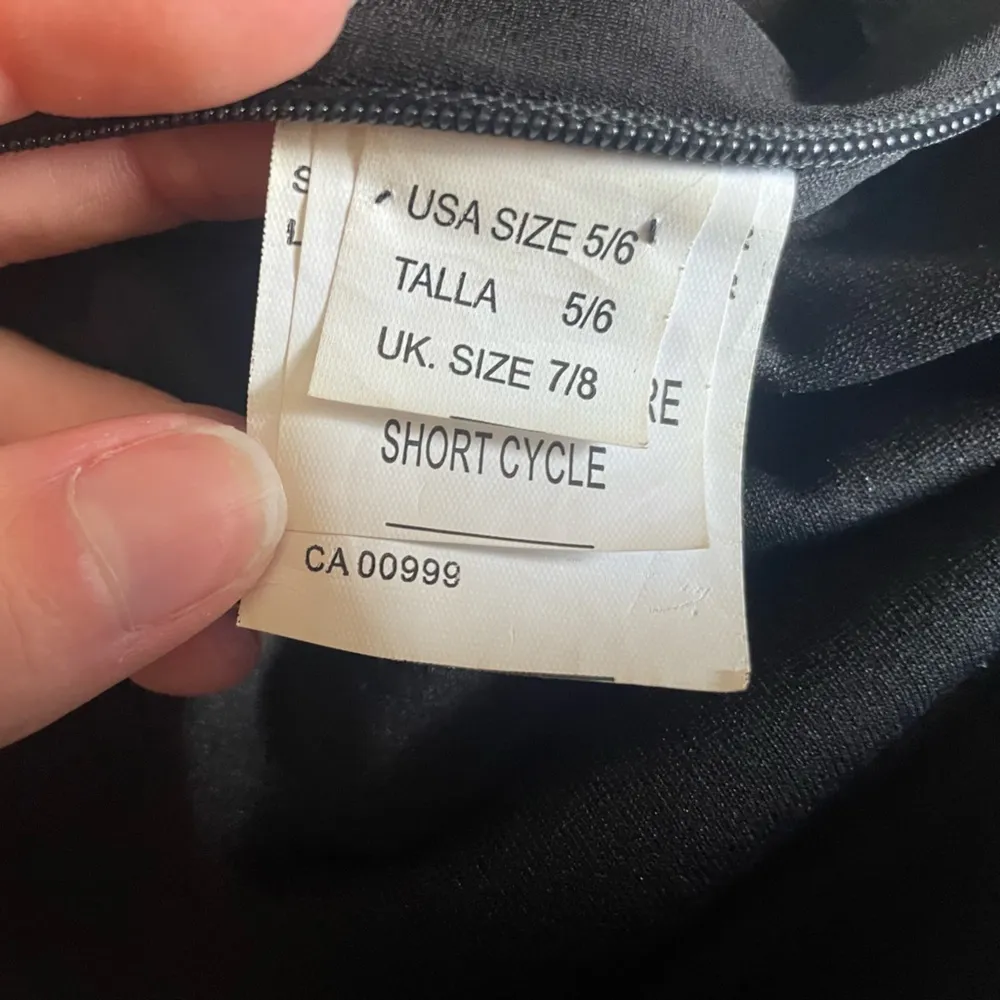 USA SIZE 5/6
TALLA 5/6
UK. SIZE 7/8
SHORT CYCLE
CA 00999